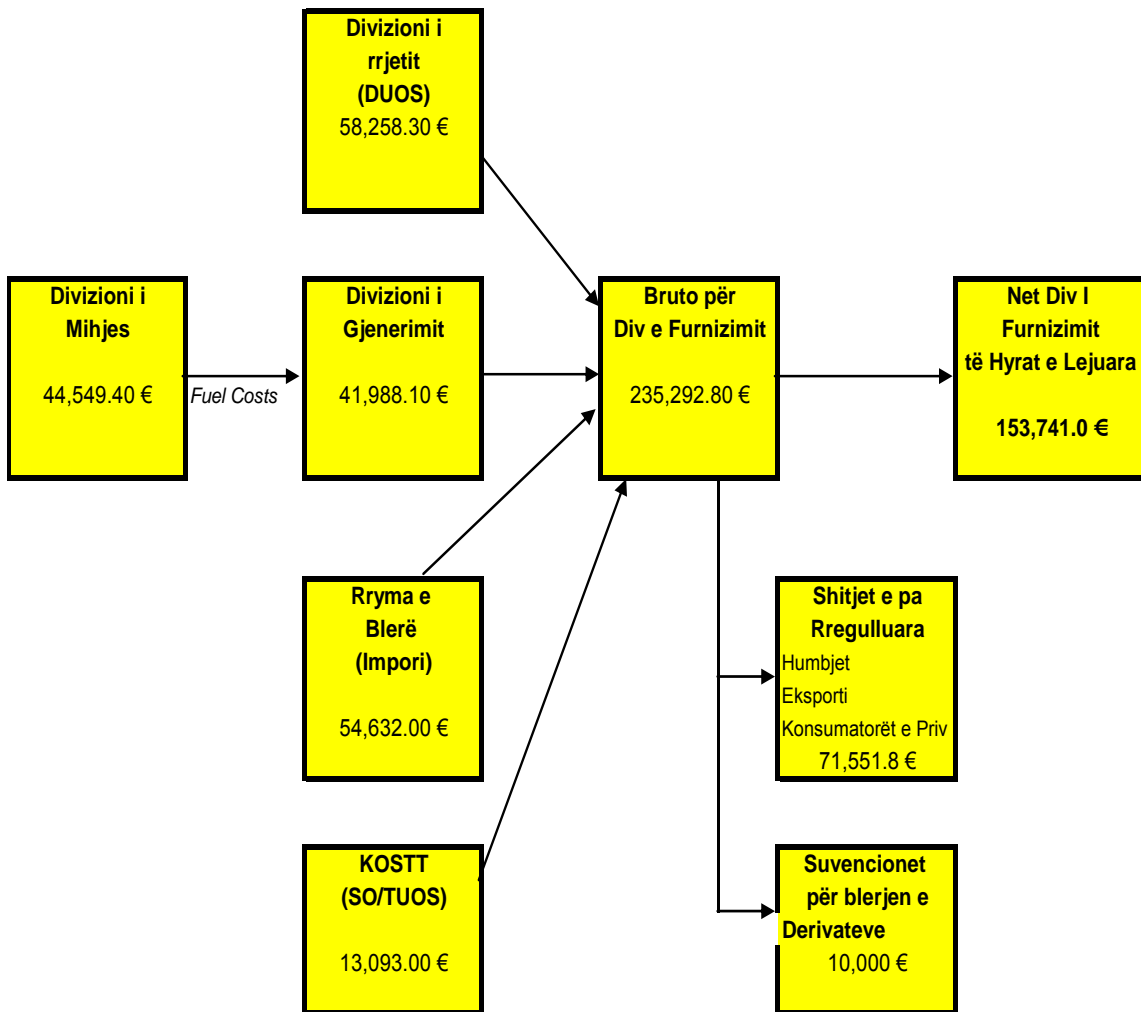 Divizioni i
rrjetit
(DUOS)
58,258.30 €
Divizioni i
Mihjes
44,549.40 €
Fuel Costs
Divizioni i
Gjenerimit
41,988.10 €
Bruto për
Div e Furnizimit
235,292.80 €
Net Div I
Furnizimit
të Hyrat e Lejuara
153,741.0 €
Rryma e
Blerë
(Impori)
54,632.00 €
Shitjet e pa
Rregulluara
Humbjet
Eksporti
Konsumatorët e Priv
71,551.8 €
KOSTT
(SO/TUOS)
13,093.00 €
Suvencionet
për blerjen e
Derivateve
10,000 €